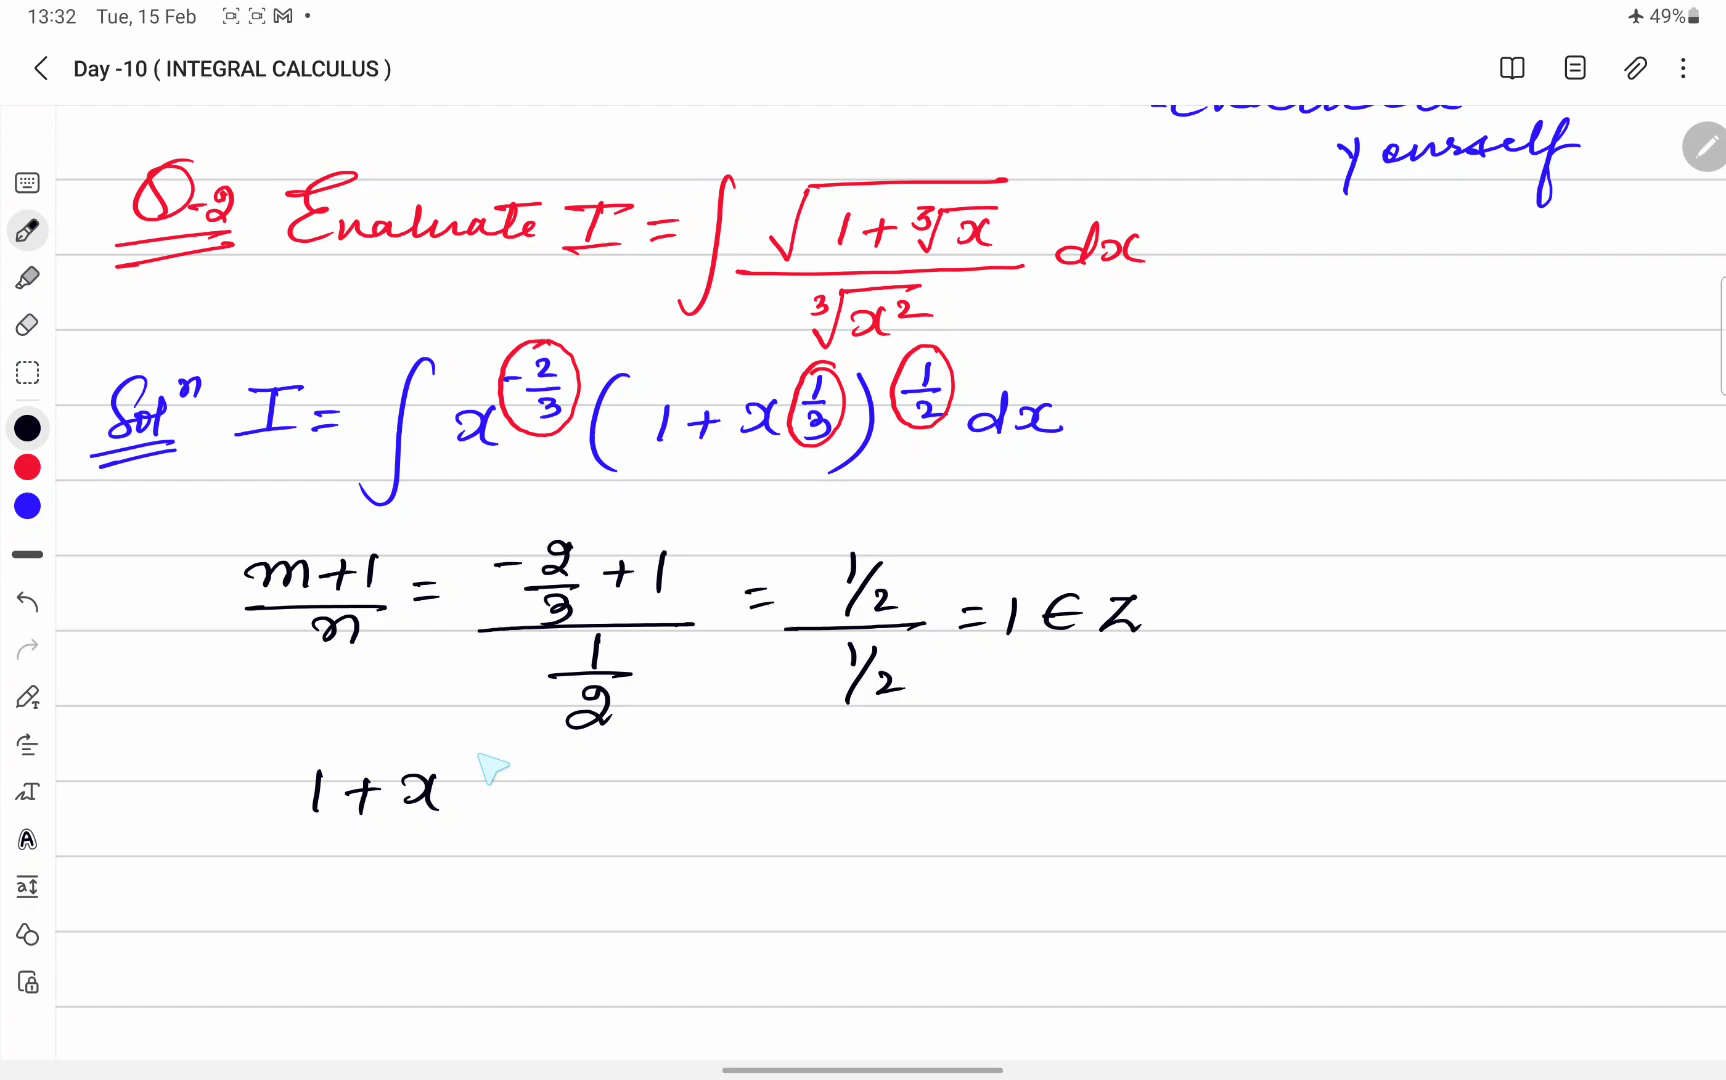 13:32 Tue, 15 Feb 49%
Day -10 ( INTEGRAL CALCULUS )
yourself
Q-2 Evaluate I = ∫ √(1 + ∛x) / ∛(x²) dx
Solⁿ I = ∫ x^(-2/3) (1 + x^(1/3))^(1/2) dx
(m+1)/n = (-2/3 + 1)/(1/2) = (1/2)/(1/2) = 1 ∈ Z
1 + x